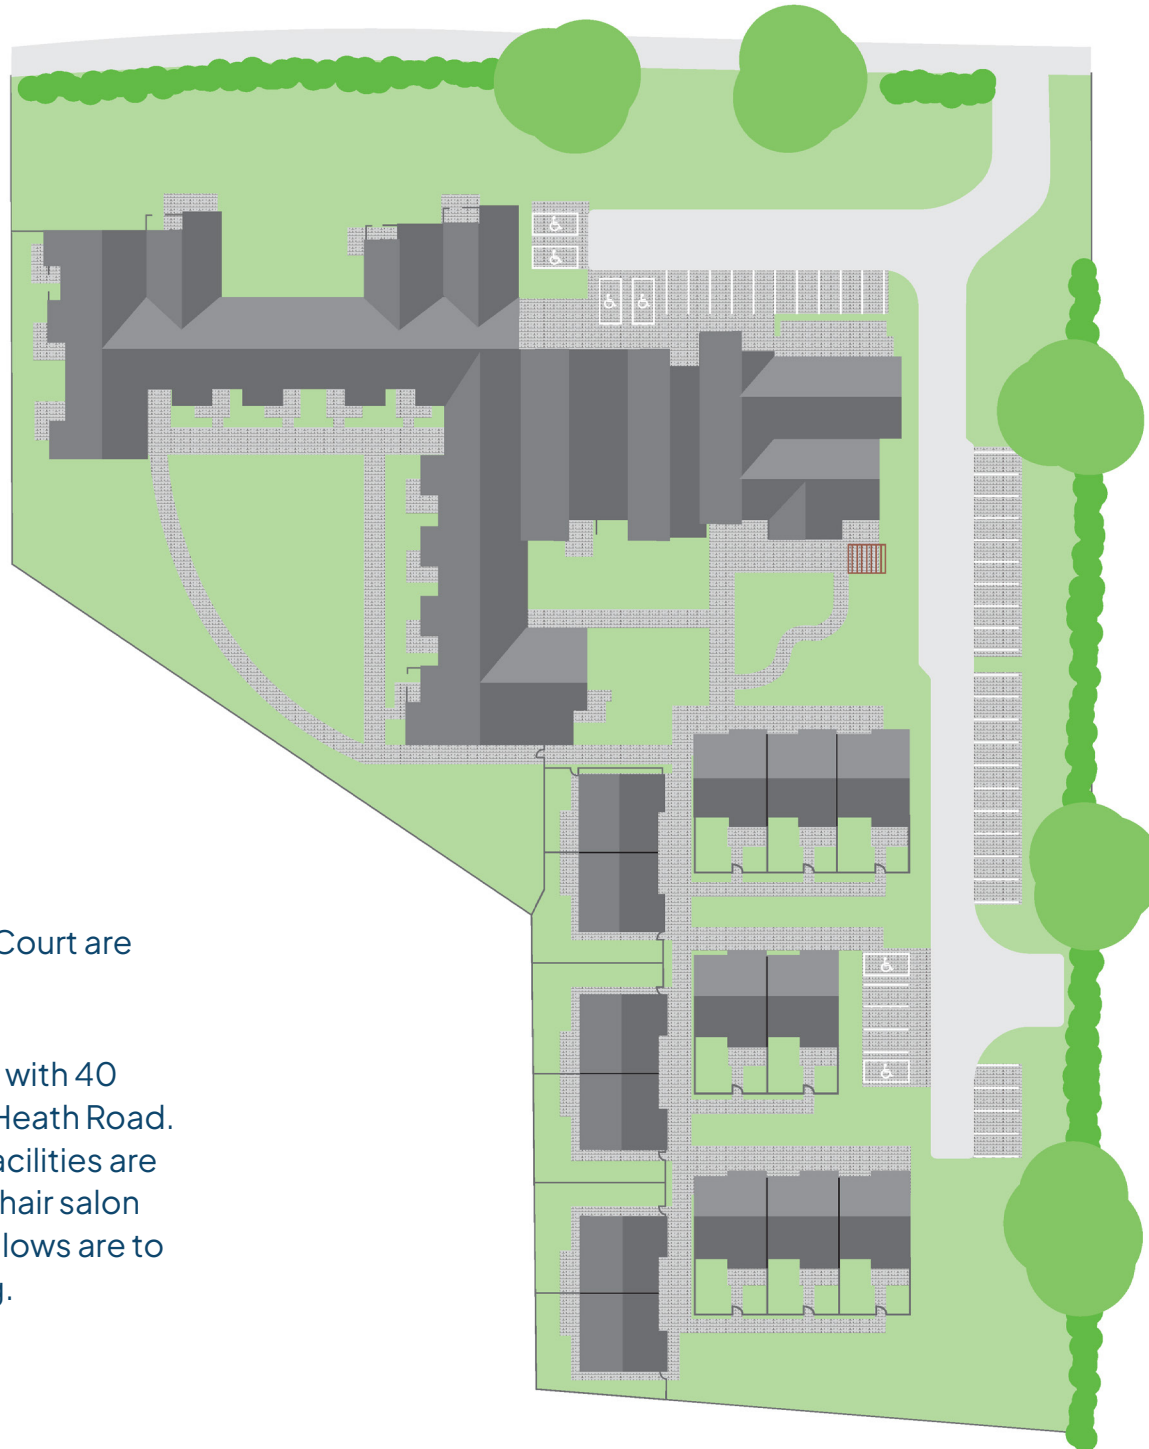 Court are
with 40
Heath Road.
acilities are
hair salon
lows are to
g.